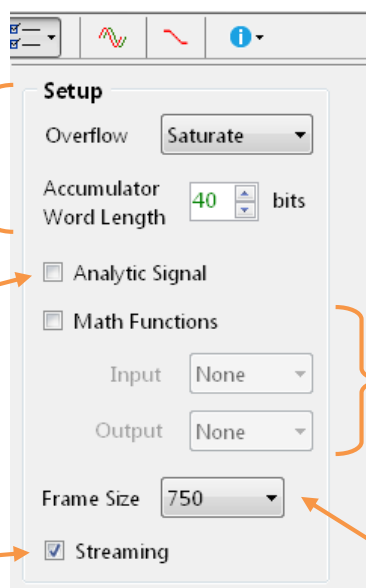 Setup
Overflow Saturate
Accumulator
Word Length 40 bits
Analytic Signal
Math Functions
Input None
Output None
Frame Size 750
Streaming